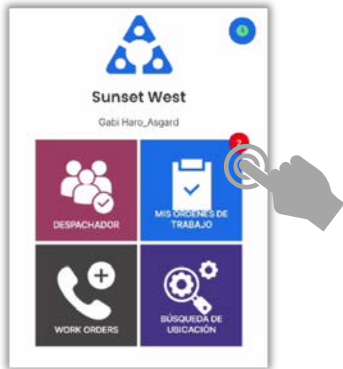 Sunset West
Gabi Haro_Asgard
DESPACHADOR
MIS ÓRDENES DE
TRABAJO
WORK ORDERS
BÚSQUEDA DE
UBICACIÓN